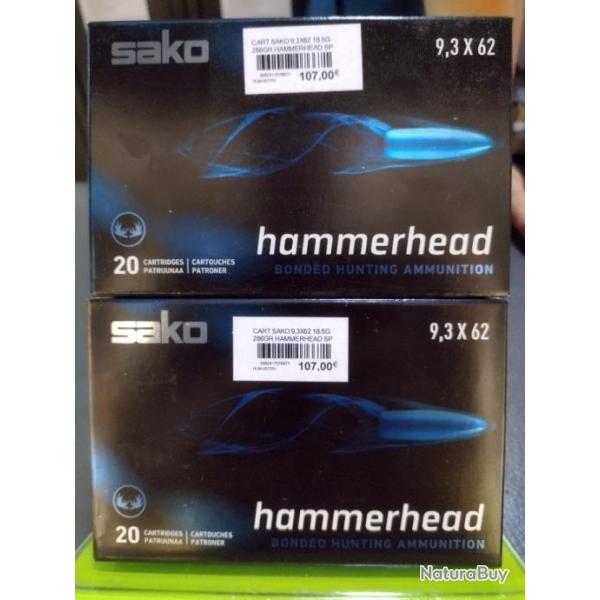 sako
CART SAKO 9.3X62 18.5G
286GR HAMMERHEAD SP
107,00€
9,3 X 62
hammerhead
BONDED HUNTING AMMUNITION
20 CARTRIDGES | CARTOUCHES
PATRUUNAA | PATRONER
sako
CART SAKO 9.3X62 18.5G
286GR HAMMERHEAD SP
107,00€
9,3 X 62
hammerhead
BONDED HUNTING AMMUNITION
20 CARTRIDGES | CARTOUCHES
PATRUUNAA | PATRONER
NaturaBuy